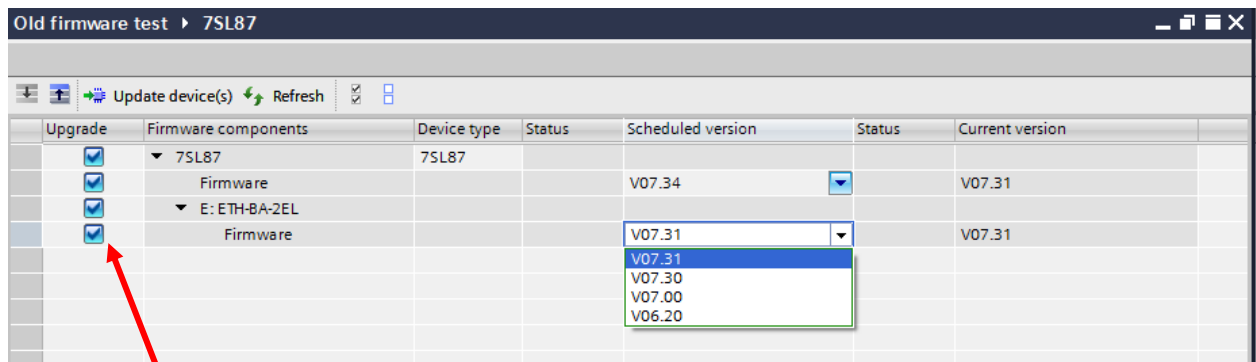 Old firmware test ▸ 7SL87
Update device(s) Refresh
Upgrade Firmware components Device type Status Scheduled version Status Current version
7SL87 7SL87
Firmware V07.34 V07.31
E: ETH-BA-2EL
Firmware V07.31 V07.31
V07.31
V07.30
V07.00
V06.20